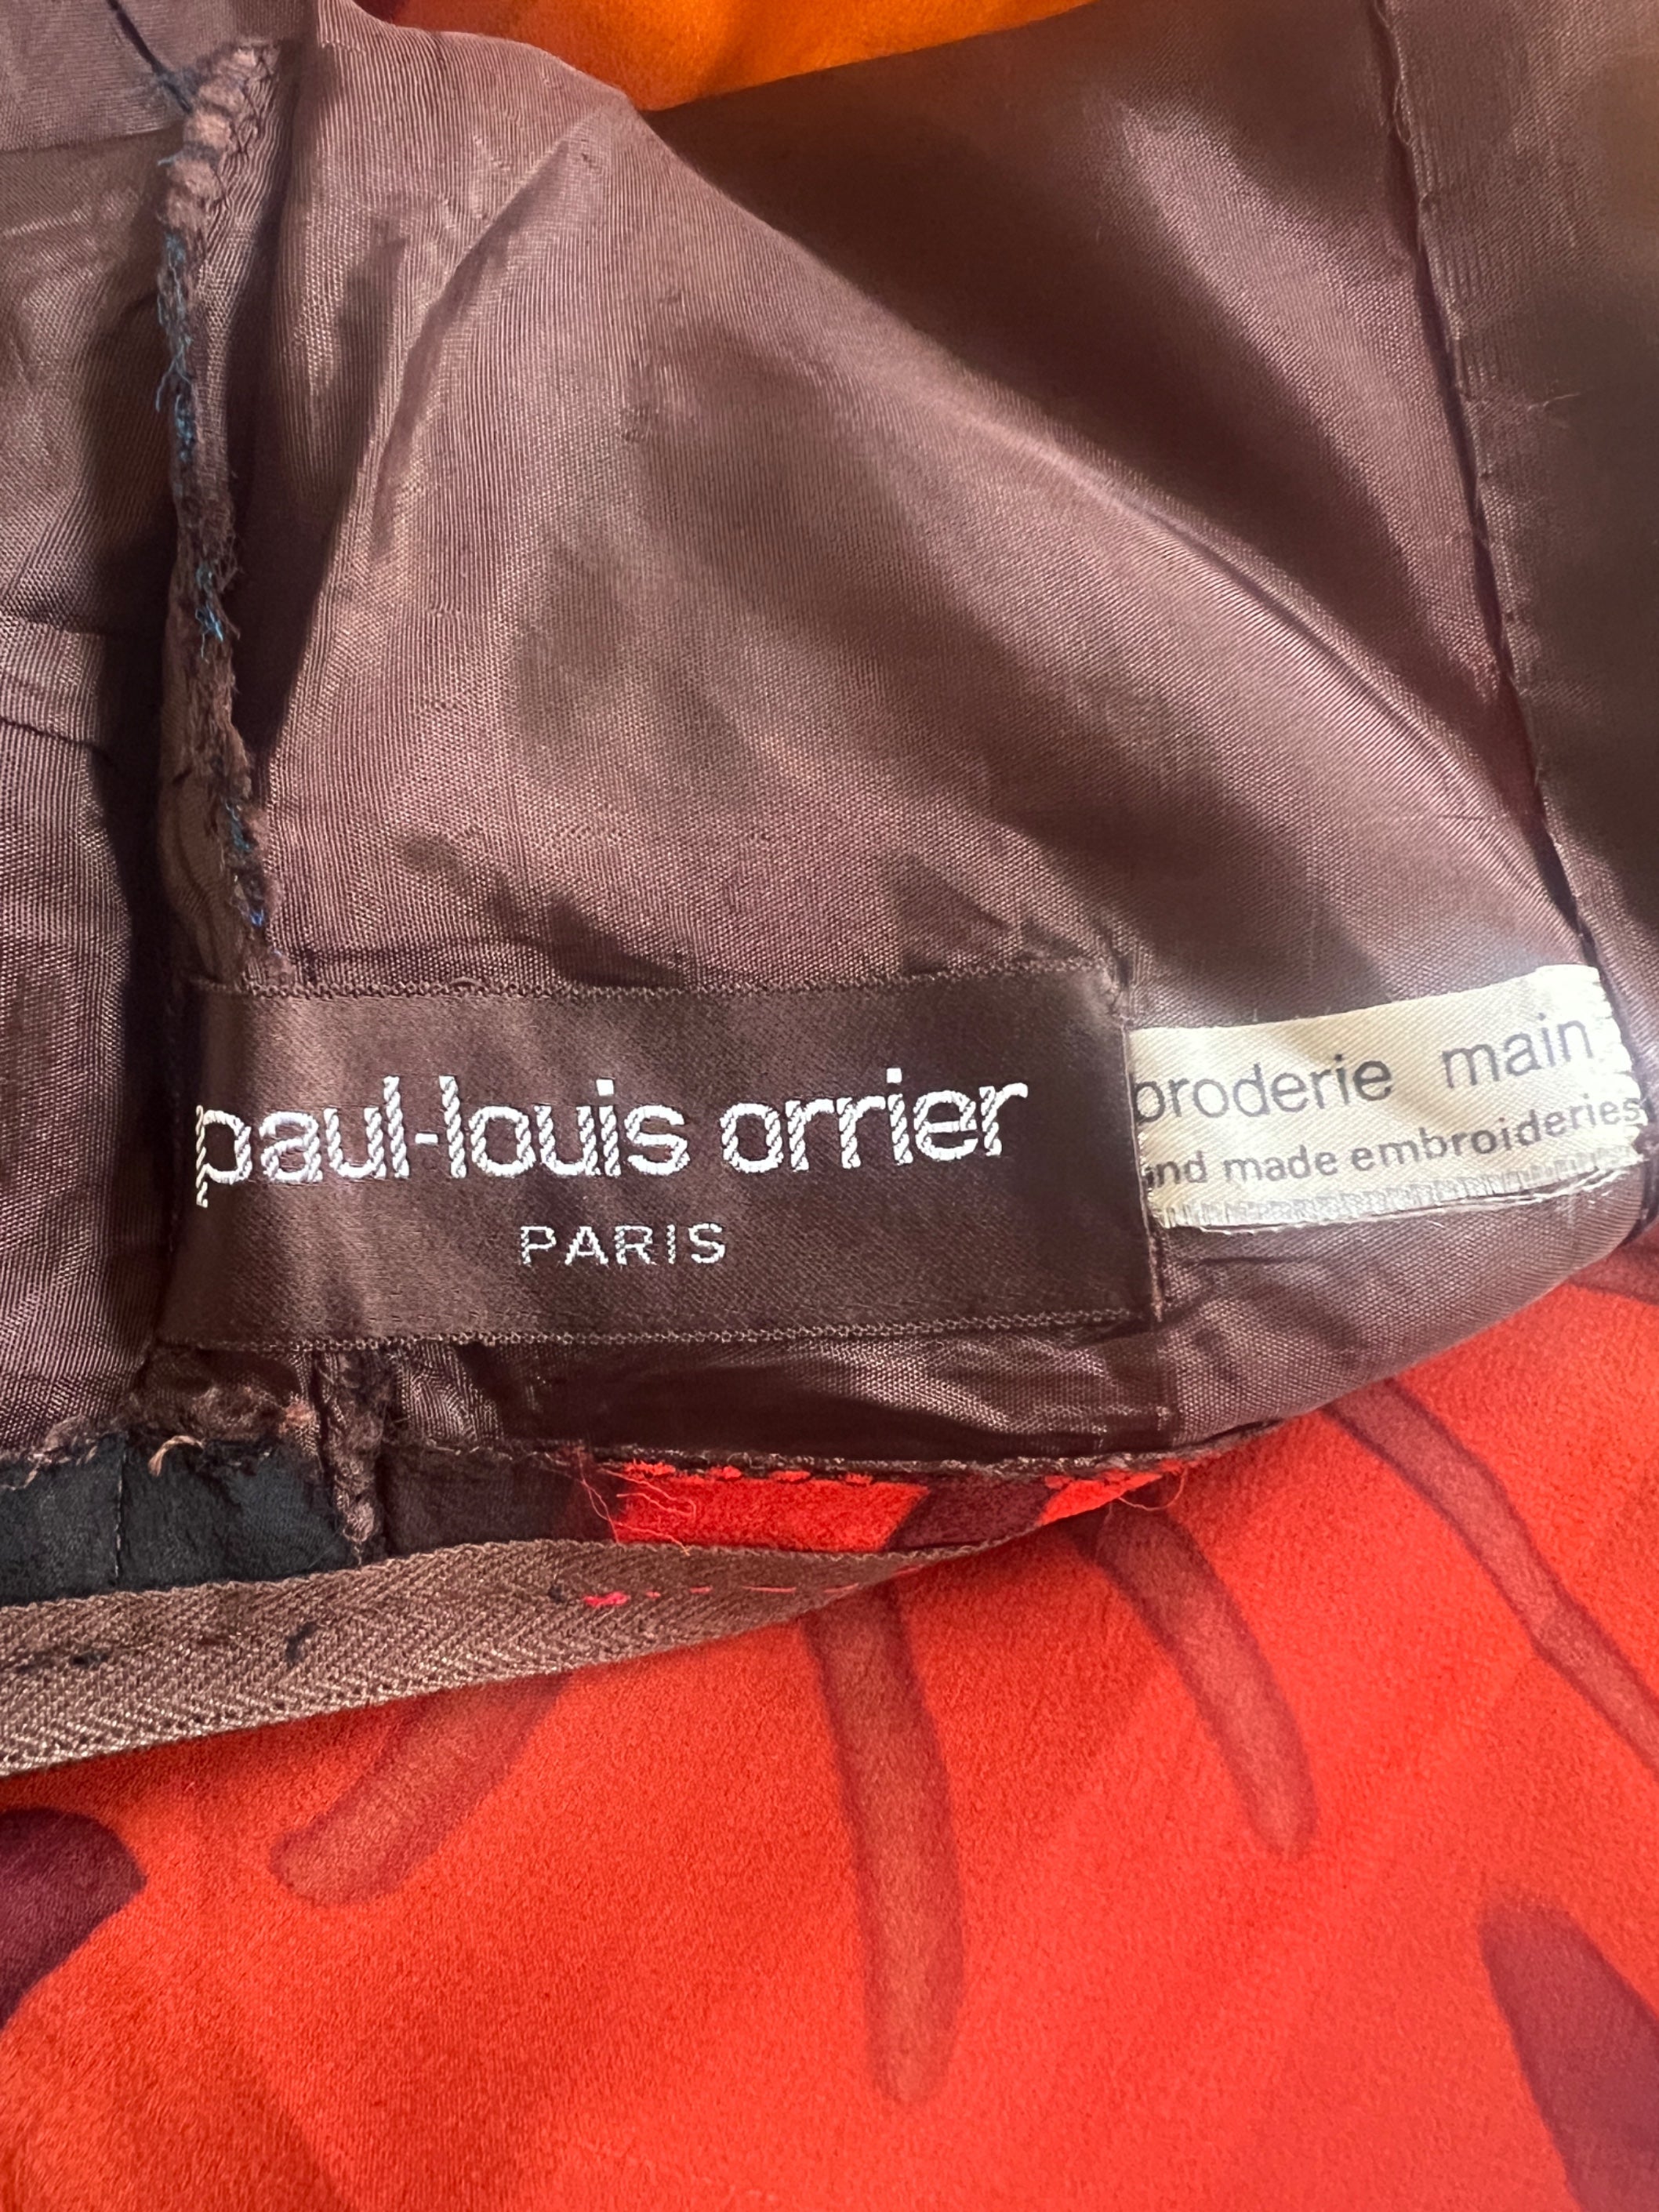 paul-louis orrier
PARIS
broderie main
hand made embroideries